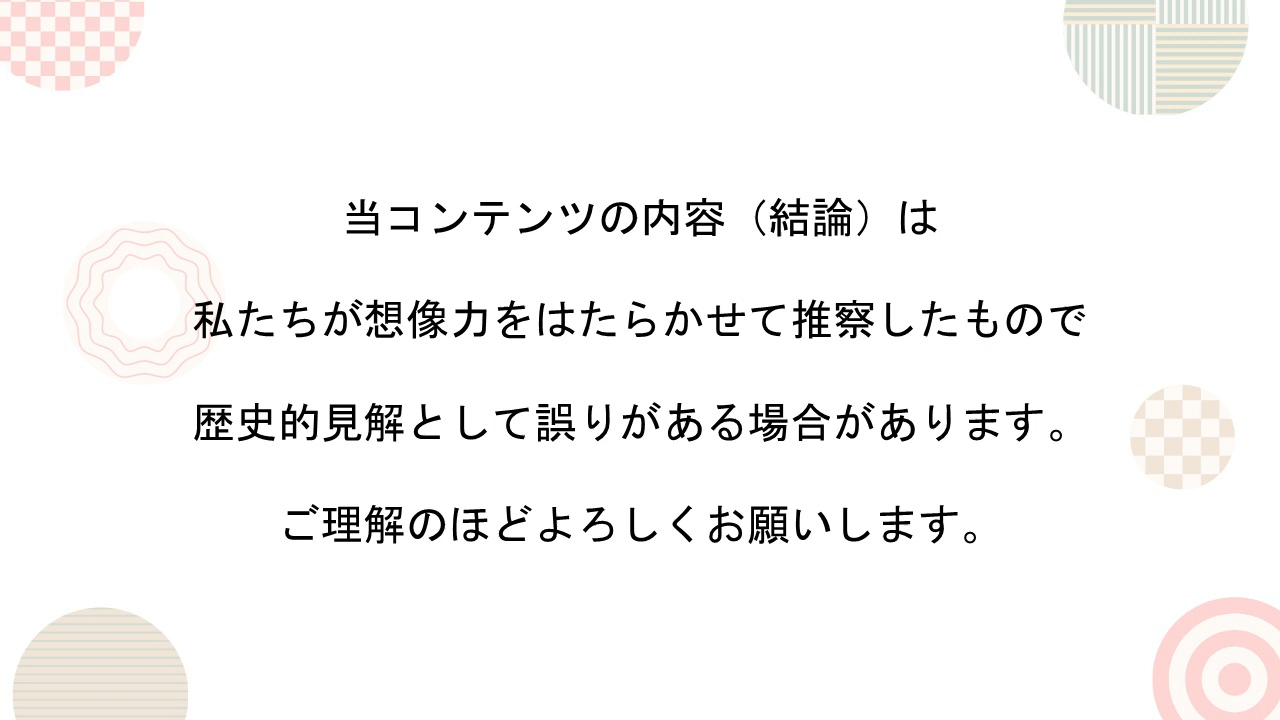 当コンテンツの内容（結論）は
私たちが想像力をはたらかせて推察したもので
歴史的見解として誤りがある場合があります。
ご理解のほどよろしくお願いします。